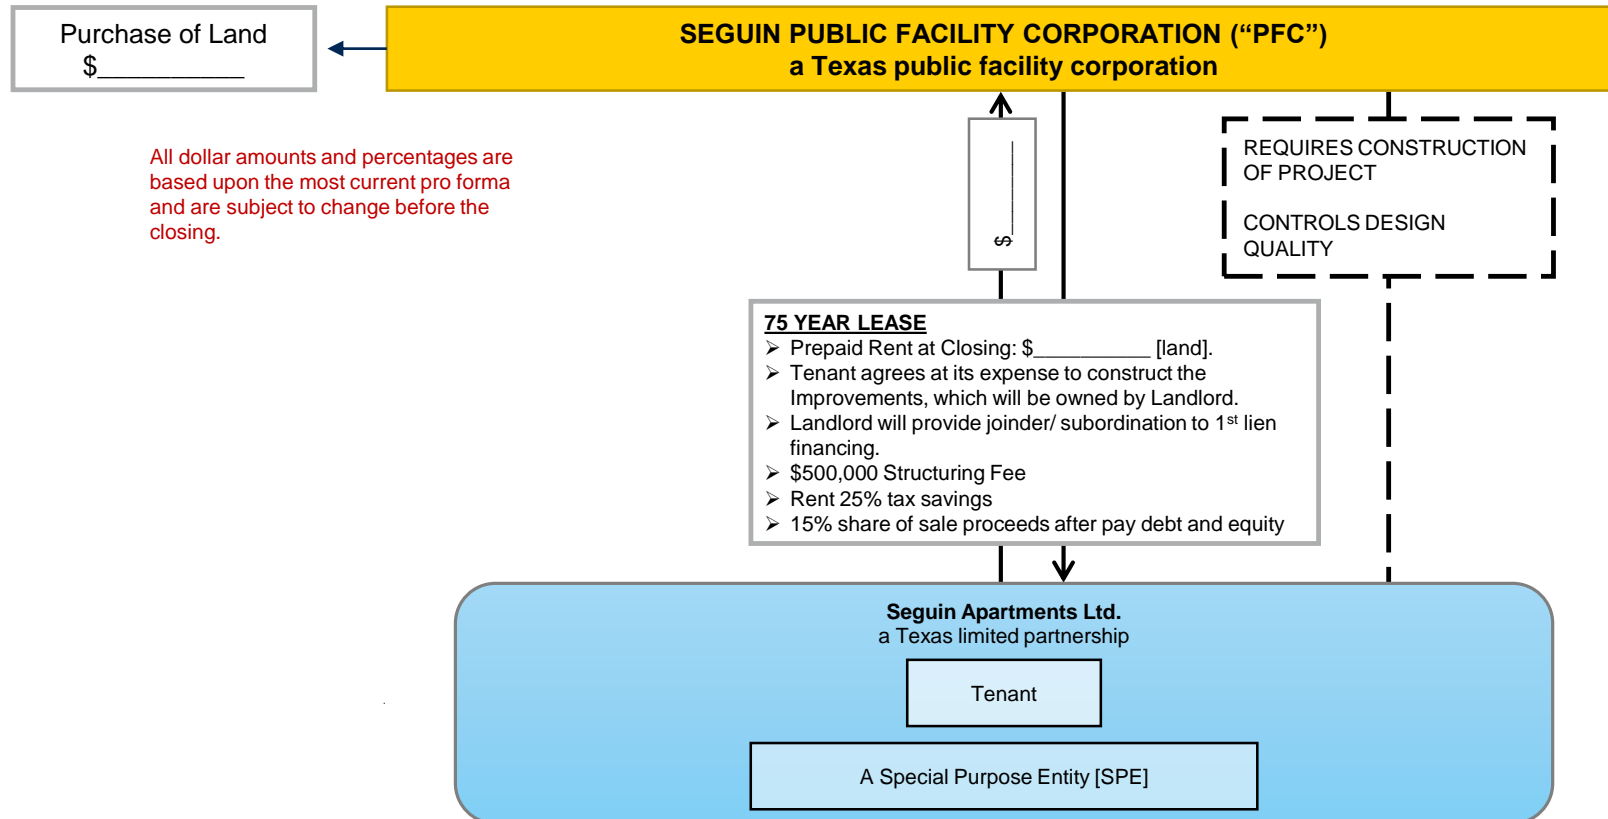 Purchase of Land
$__________
SEGUIN PUBLIC FACILITY CORPORATION (“PFC”)
a Texas public facility corporation
All dollar amounts and percentages are
based upon the most current pro forma
and are subject to change before the
closing.
$__________
REQUIRES CONSTRUCTION
OF PROJECT
CONTROLS DESIGN
QUALITY
75 YEAR LEASE
➢ Prepaid Rent at Closing: $__________ [land].
➢ Tenant agrees at its expense to construct the
Improvements, which will be owned by Landlord.
➢ Landlord will provide joinder/ subordination to 1st lien
financing.
➢ $500,000 Structuring Fee
➢ Rent 25% tax savings
➢ 15% share of sale proceeds after pay debt and equity
Seguin Apartments Ltd.
a Texas limited partnership
Tenant
A Special Purpose Entity [SPE]